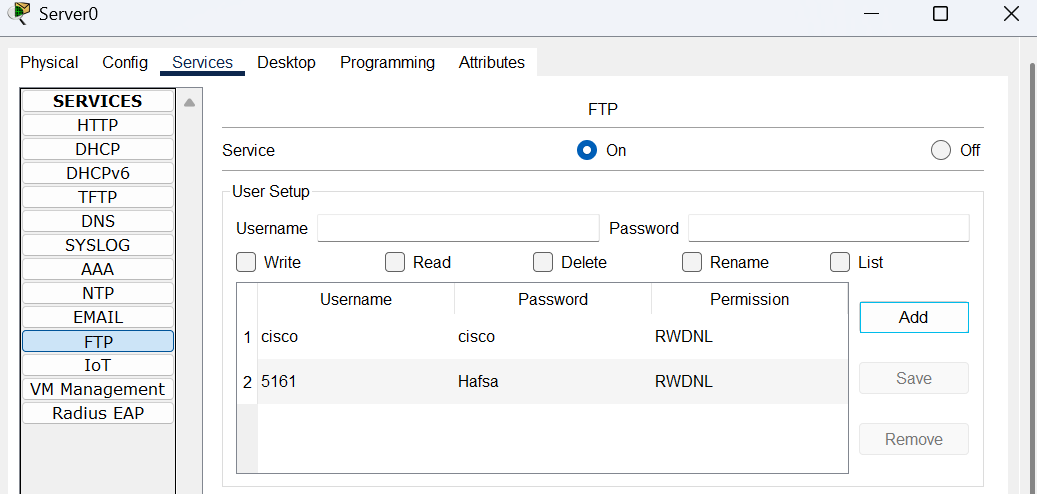 Server0
Physical Config Services Desktop Programming Attributes
SERVICES
HTTP
DHCP
DHCPv6
TFTP
DNS
SYSLOG
AAA
NTP
EMAIL
FTP
IoT
VM Management
Radius EAP
FTP
Service On Off
User Setup
Username Password
Write Read Delete Rename List
Username Password Permission
1 cisco cisco RWDNL
2 5161 Hafsa RWDNL
Add
Save
Remove